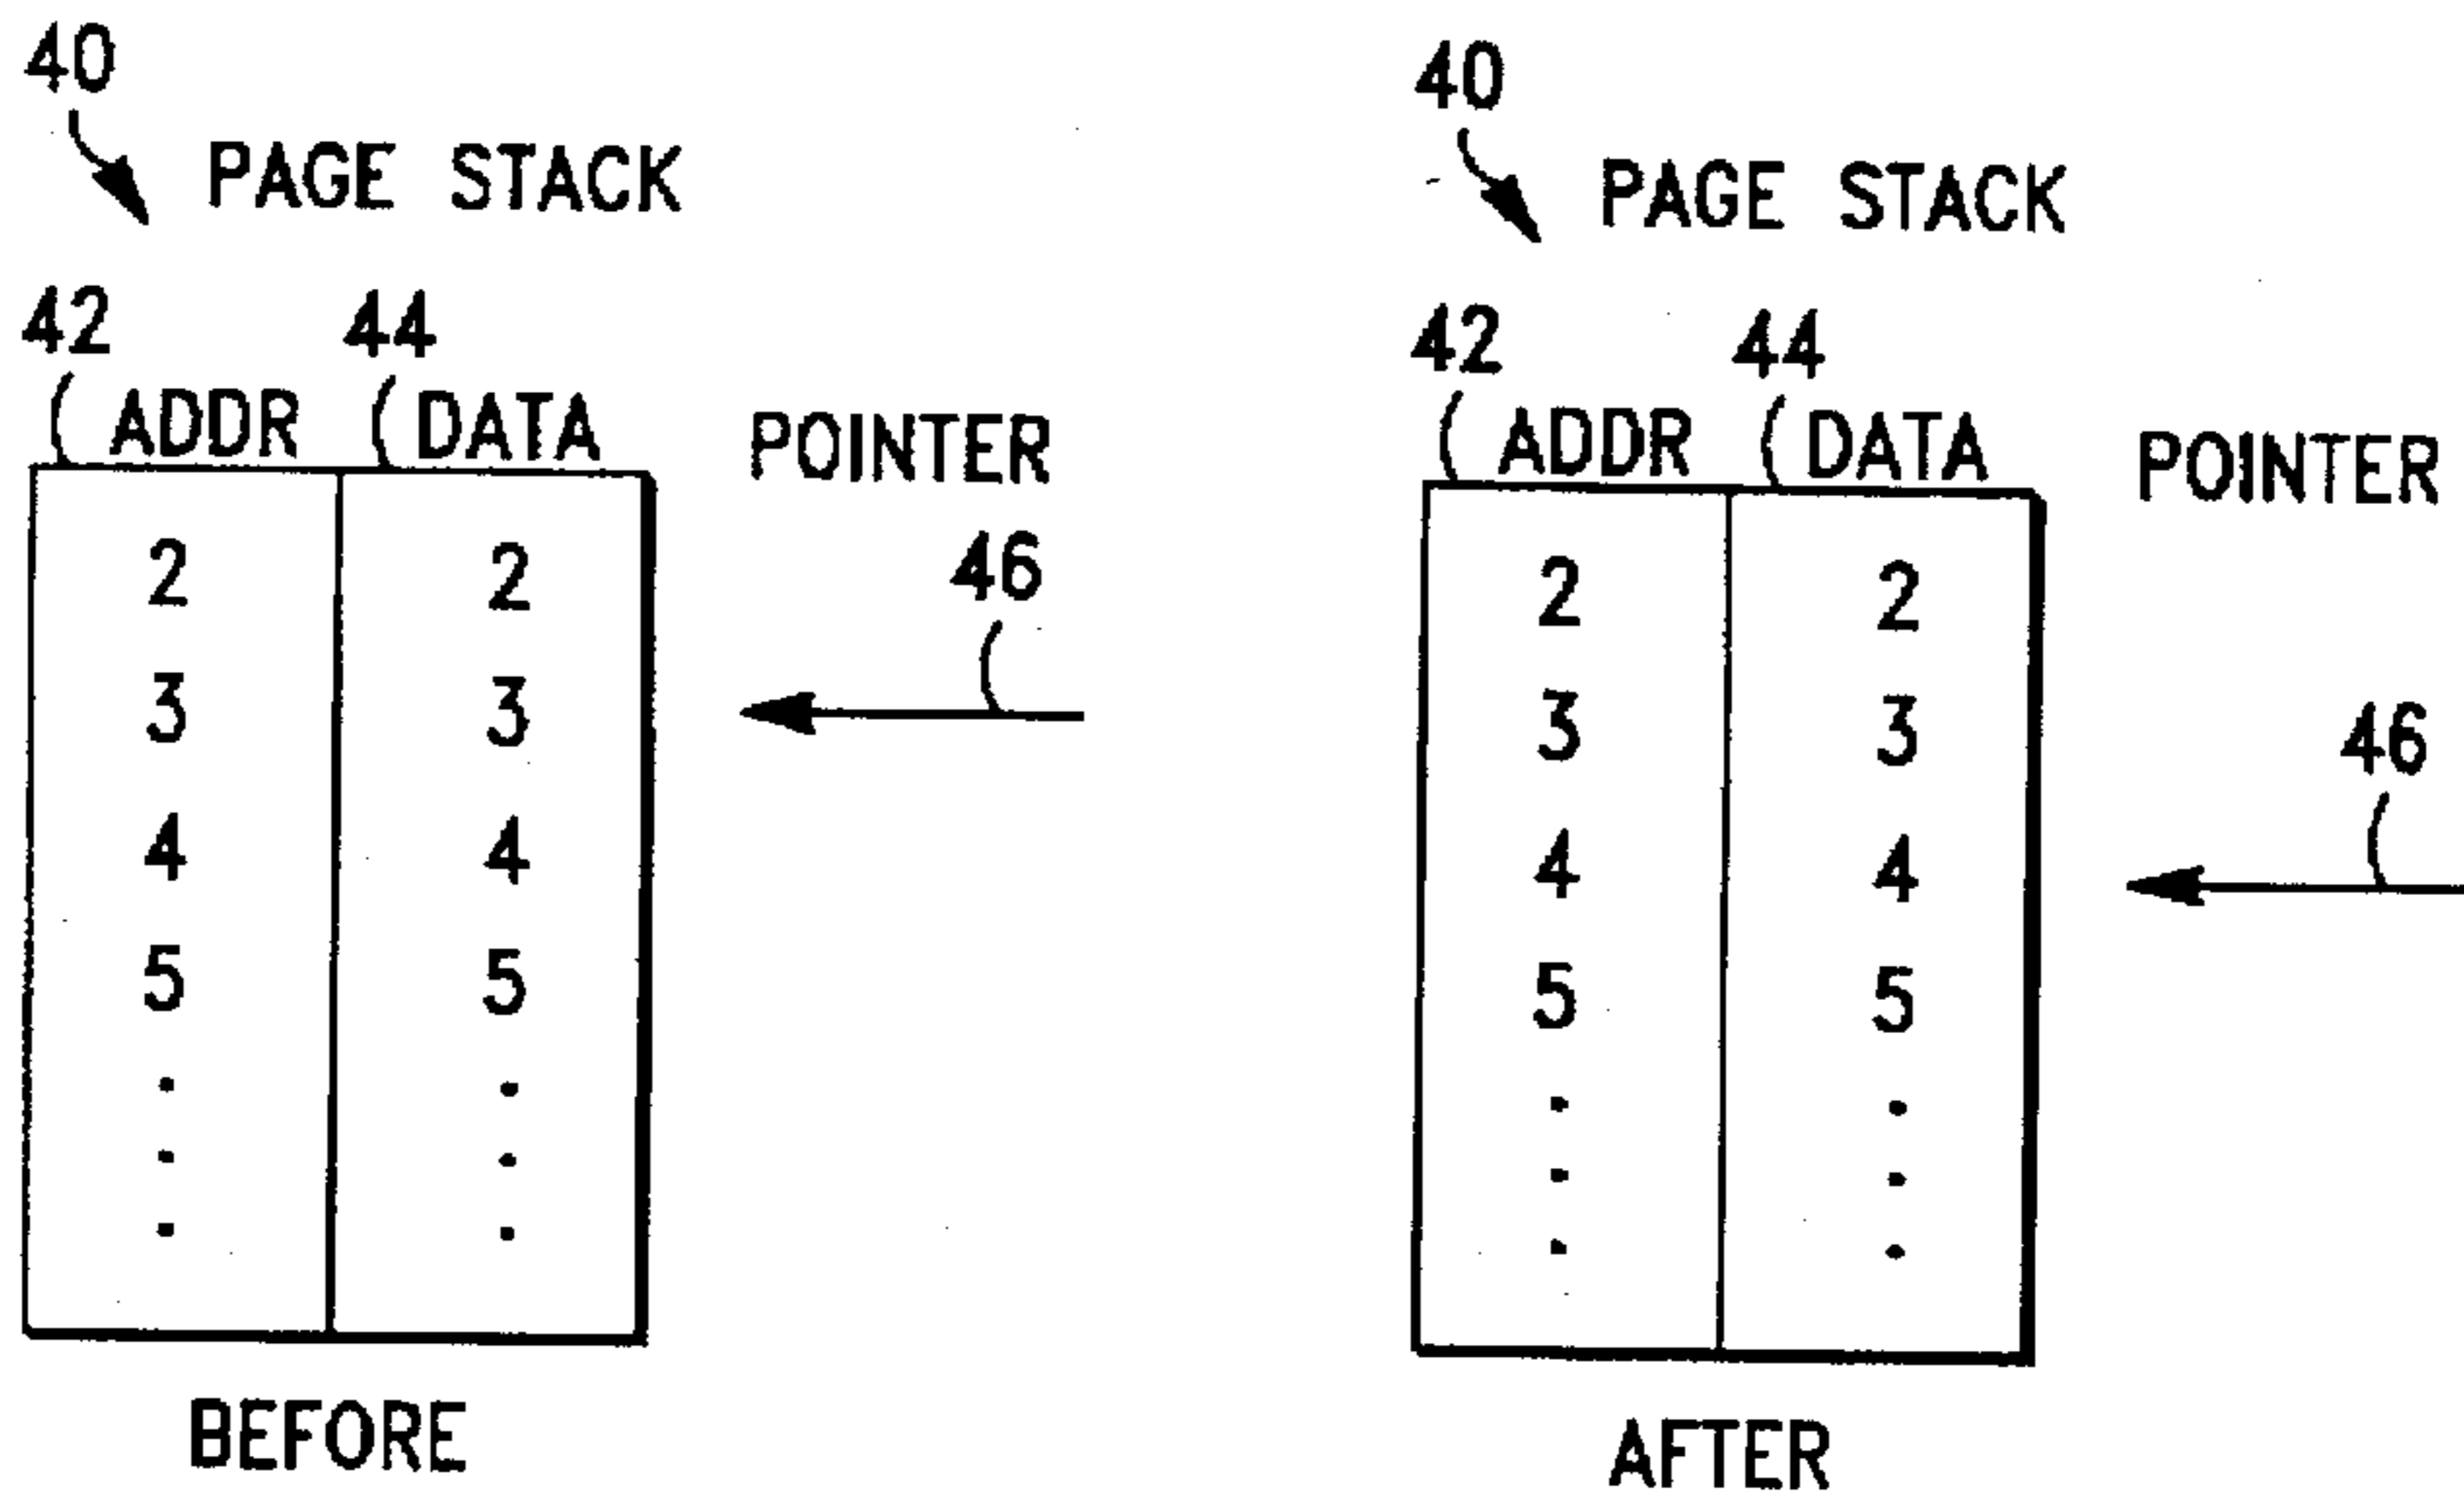 40
PAGE STACK
42 44
ADDR DATA POINTER
2 2 46
3 3
4 4
5 5
. .
. .
. .
BEFORE
40
PAGE STACK
42 44
ADDR DATA POINTER
2 2
3 3 46
4 4
5 5
. .
. .
. .
AFTER